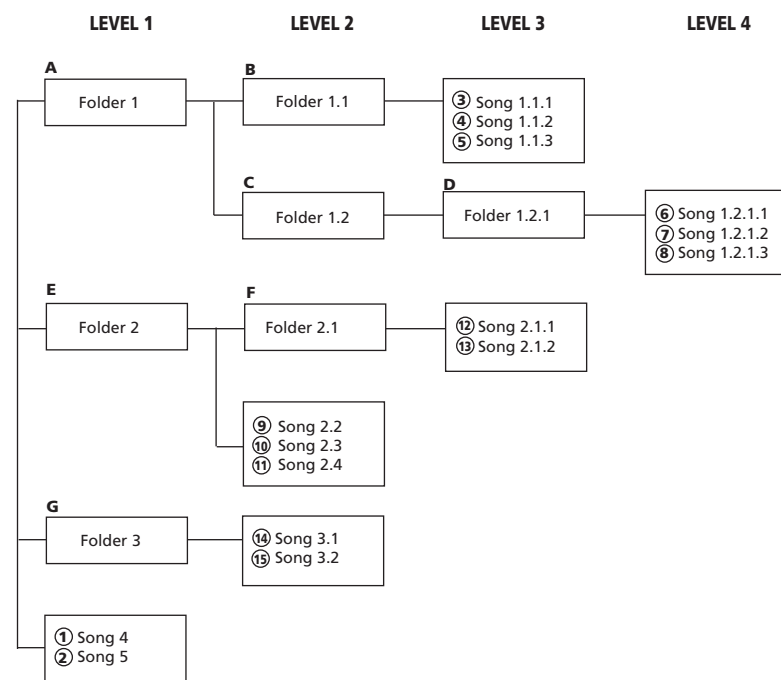 LEVEL 1 LEVEL 2 LEVEL 3 LEVEL 4
A
Folder 1
B
Folder 1.1
③ Song 1.1.1
④ Song 1.1.2
⑤ Song 1.1.3
C
Folder 1.2
D
Folder 1.2.1
⑥ Song 1.2.1.1
⑦ Song 1.2.1.2
⑧ Song 1.2.1.3
E
Folder 2
F
Folder 2.1
⑫ Song 2.1.1
⑬ Song 2.1.2
⑨ Song 2.2
⑩ Song 2.3
⑪ Song 2.4
G
Folder 3
⑭ Song 3.1
⑮ Song 3.2
① Song 4
② Song 5